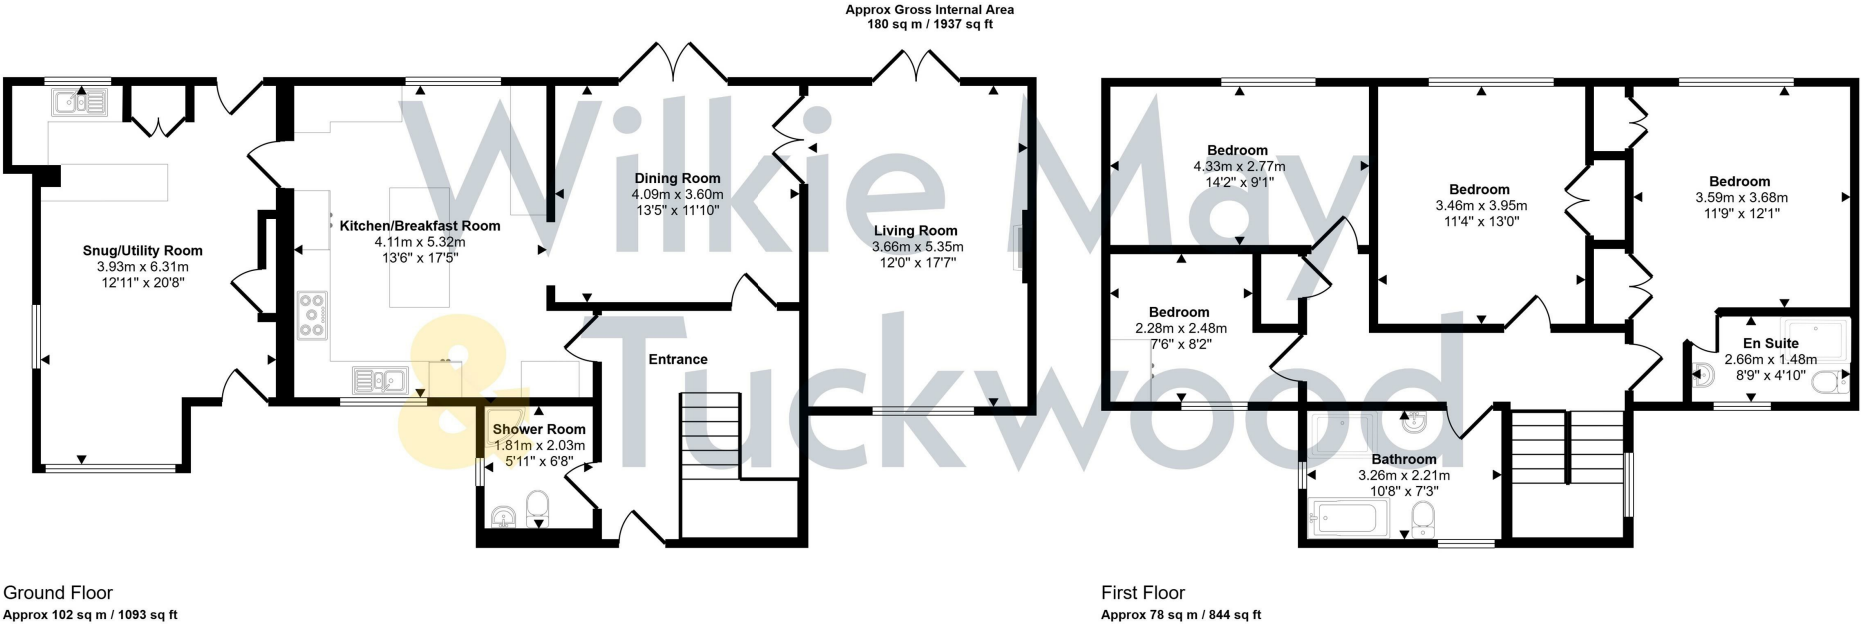 Approx Gross Internal Area
180 sq m / 1937 sq ft
Wilkie May
& Tuckwood
Snug/Utility Room
3.93m x 6.31m
12'11" x 20'8"
Kitchen/Breakfast Room
4.11m x 5.32m
13'6" x 17'5"
Dining Room
4.09m x 3.60m
13'5" x 11'10"
Living Room
3.66m x 5.35m
12'0" x 17'7"
Entrance
Shower Room
1.81m x 2.03m
5'11" x 6'8"
Bedroom
4.33m x 2.77m
14'2" x 9'1"
Bedroom
3.46m x 3.95m
11'4" x 13'0"
Bedroom
3.59m x 3.68m
11'9" x 12'1"
Bedroom
2.28m x 2.48m
7'6" x 8'2"
En Suite
2.66m x 1.48m
8'9" x 4'10"
Bathroom
3.26m x 2.21m
10'8" x 7'3"
Ground Floor
Approx 102 sq m / 1093 sq ft
First Floor
Approx 78 sq m / 844 sq ft